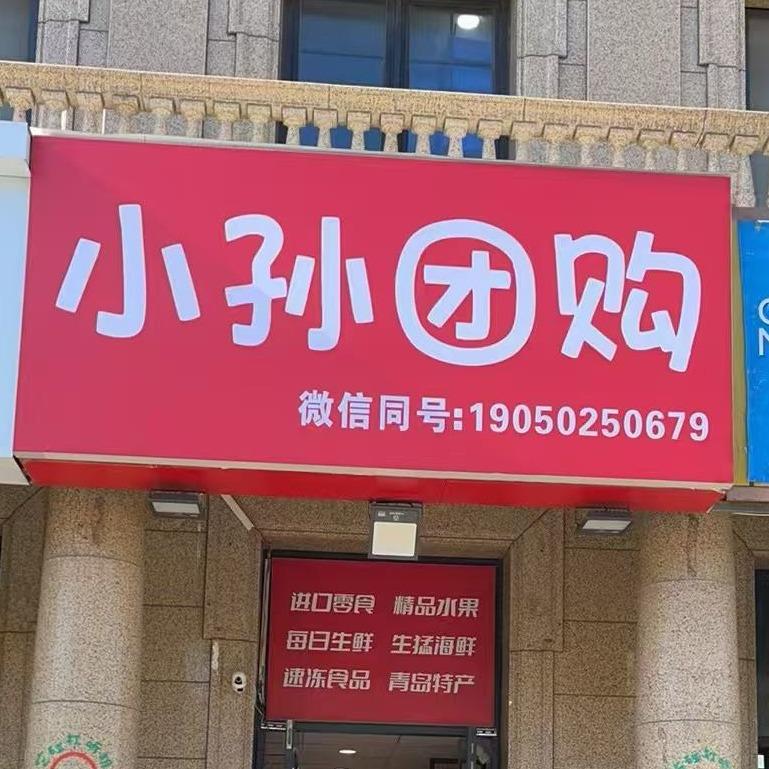 小孙团购
微信同号:19050250679
进口零食 精品水果
每日生鲜 生猛海鲜
速冻食品 青岛特产